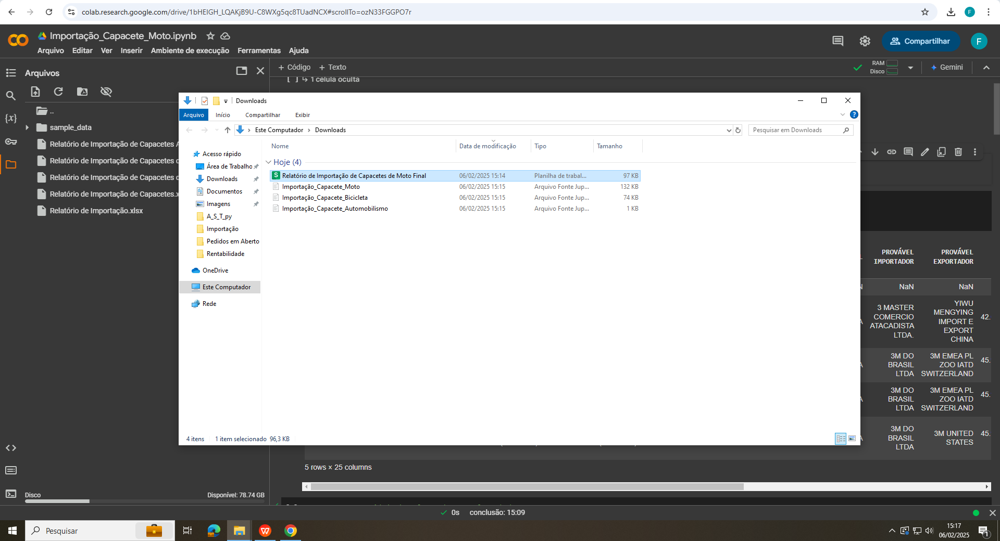 colab.research.google.com/drive/1bHEIGH_LQAKjB9U-C8WXg5qc8TUadNCX#scrollTo=ozN33FGGPO7r
F
Importação_Capacete_Moto.ipynb
Arquivo Editar Ver Inserir Ambiente de execução Ferramentas Ajuda
Compartilhar
F
Arquivos
+ Código + Texto
RAM
Disco
Gemini
[ ] ↳ 1 célula oculta
..
sample_data
Relatório de Importação de Capacetes A
Relatório de Importação de Capacetes d
Relatório de Importação de Capacetes d
Relatório de Importação de Capacetes.x
Relatório de Importação.xlsx
Downloads
Arquivo Início Compartilhar Exibir
Este Computador > Downloads
Pesquisar em Downloads
Nome Data de modificação Tipo Tamanho
Hoje (4)
Relatório de Importação de Capacetes de Moto Final 06/02/2025 15:14 Planilha de trabal... 97 KB
Importação_Capacete_Moto 06/02/2025 15:15 Arquivo Fonte Jup... 132 KB
Importação_Capacete_Bicicleta 06/02/2025 15:15 Arquivo Fonte Jup... 74 KB
Importação_Capacete_Automobilismo 06/02/2025 15:15 Arquivo Fonte Jup... 1 KB
Acesso rápido
Área de Trabalho
Downloads
Documentos
Imagens
A_S_T_py
Importação
Pedidos em Aberto
Rentabilidade
OneDrive
Este Computador
Rede
4 itens 1 item selecionado 96,3 KB
PROVÁVEL PROVÁVEL
IMPORTADOR EXPORTADOR
NaN NaN
3 MASTER
COMERCIO
ATACADISTA
LTDA.
YIWU
MENGYING
IMPORT E
EXPORT
CHINA
42.
3M DO
BRASIL
LTDA
3M EMEA PL
ZOO IATD
SWITZERLAND
45.
3M DO
BRASIL
LTDA
3M EMEA PL
ZOO IATD
SWITZERLAND
45.
3M DO
BRASIL
LTDA
3M UNITED
STATES
45.
5 rows × 25 columns
Disco Disponível: 78.74 GB
0s conclusão: 15:09
Pesquisar
15:17
06/02/2025
1